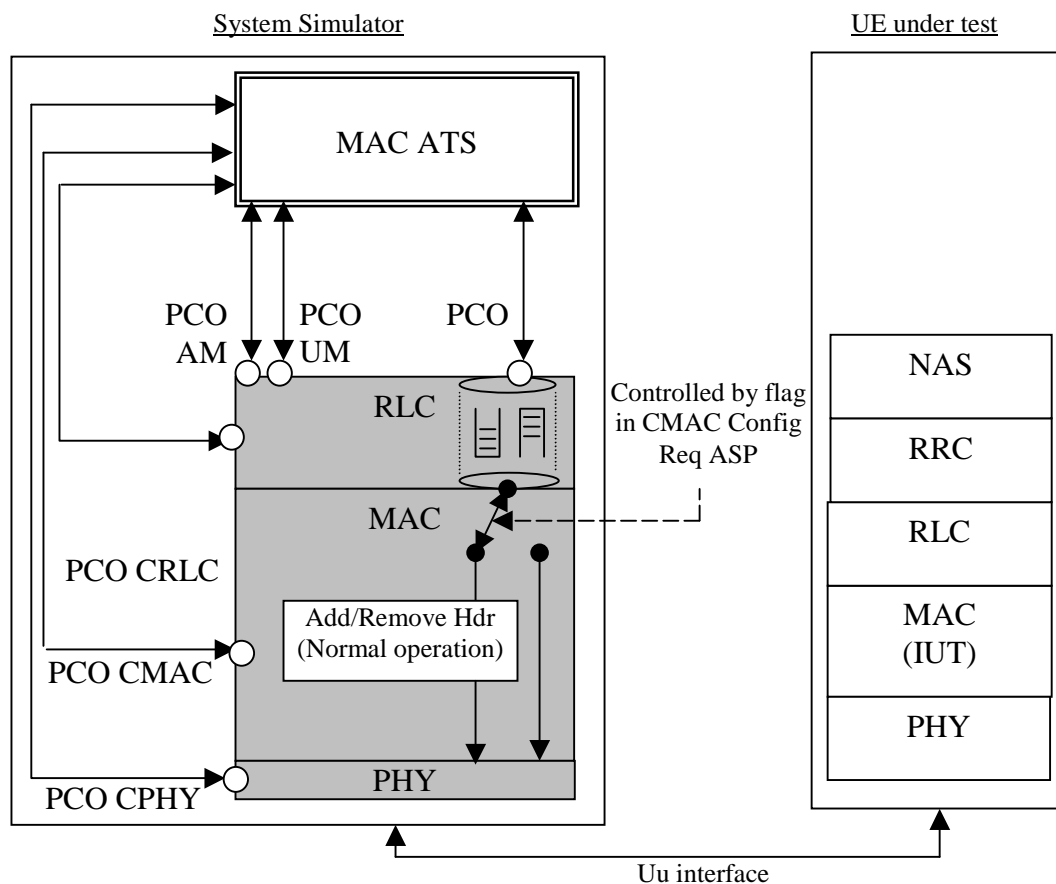 System Simulator
UE under test
MAC ATS
PCO
AM
PCO
UM
PCO
RLC
Controlled by flag
in CMAC Config
Req ASP
MAC
PCO CRLC
Add/Remove Hdr
(Normal operation)
PCO CMAC
PHY
PCO CPHY
NAS
RRC
RLC
MAC
(IUT)
PHY
Uu interface